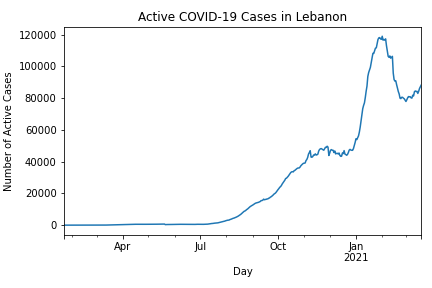 Active COVID-19 Cases in Lebanon
Number of Active Cases
120000
100000
80000
60000
40000
20000
0
Apr
Jul
Oct
Jan
2021
Day